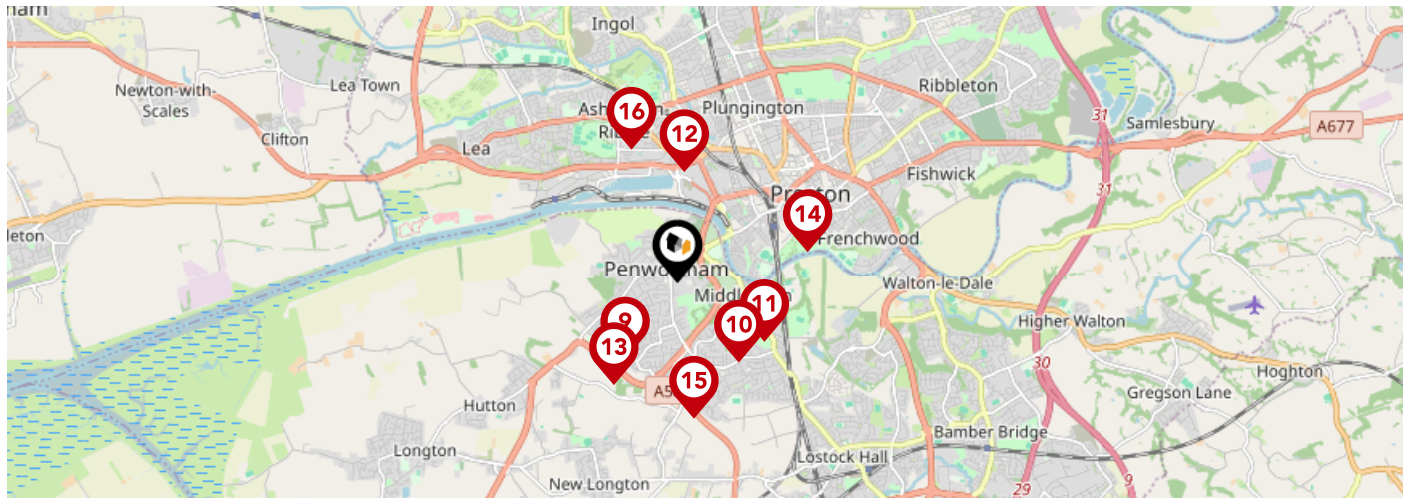 Ingol
Lea Town
Ribbleton
Newton-with-
Scales
16
Plungington
12
31
Samlesbury
A677
Clifton
Lea
Fishwick
31
14
Frenchwood
Walton-le-Dale
9
11
10
Higher Walton
13
30
15
Hoghton
Gregson Lane
Hutton
Bamber Bridge
Longton
Lostock Hall
New Longton
29
9